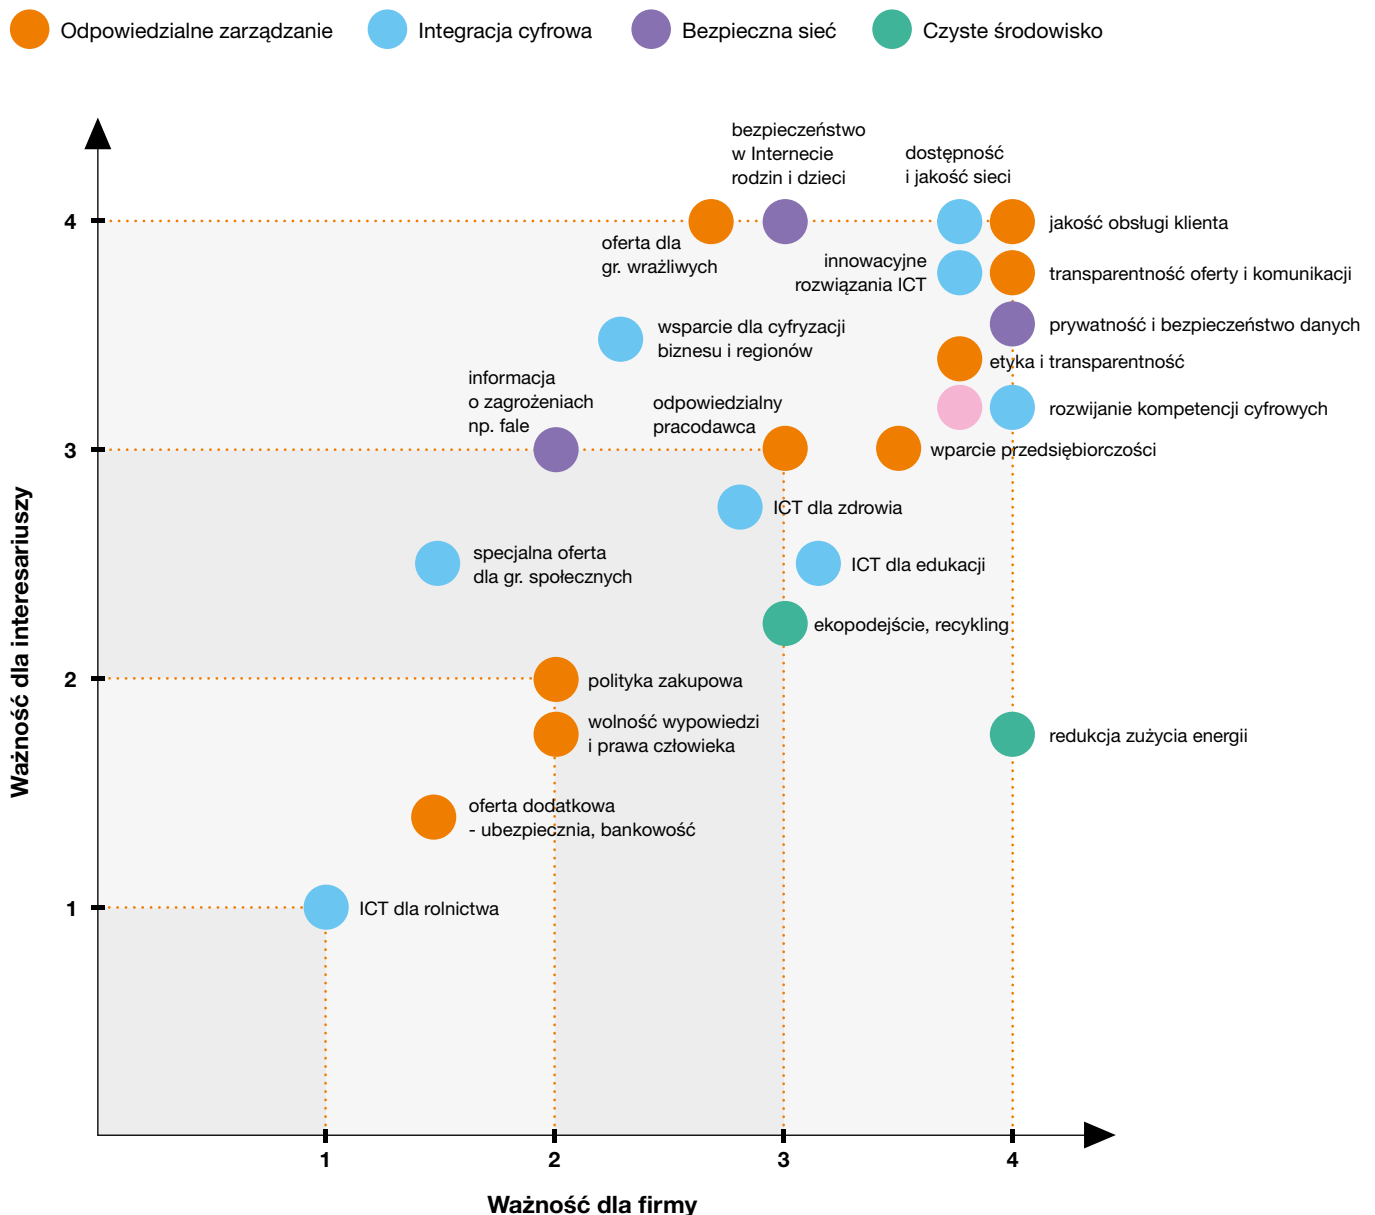 Odpowiedzialne zarządzanie
Integracja cyfrowa
Bezpieczna sieć
Czyste środowisko
bezpieczeństwo
w Internecie
rodzin i dzieci
dostępność
i jakość sieci
4
jakość obsługi klienta
oferta dla
gr. wrażliwych
innowacyjne
rozwiązania ICT
transparentność oferty i komunikacji
wsparcie dla cyfryzacji
biznesu i regionów
prywatność i bezpieczeństwo danych
etyka i transparentność
informacja
o zagrożeniach
np. fale
odpowiedzialny
pracodawca
rozwijanie kompetencji cyfrowych
3
wparcie przedsiębiorczości
ICT dla zdrowia
specjalna oferta
dla gr. społecznych
ICT dla edukacji
ekopodejście, recykling
2
polityka zakupowa
wolność wypowiedzi
i prawa człowieka
redukcja zużycia energii
oferta dodatkowa
- ubezpiecznia, bankowość
1
ICT dla rolnictwa
Ważność dla interesariuszy
1
2
3
4
Ważność dla firmy